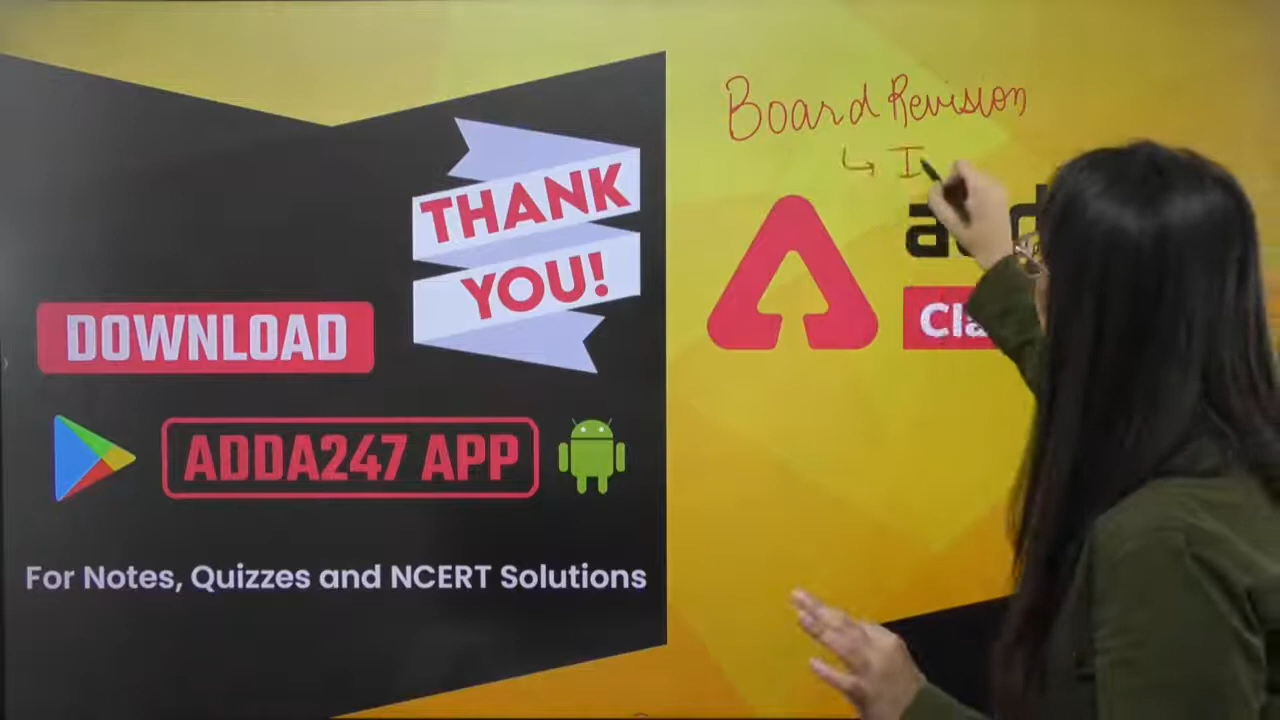 Board Revision
↳ I
THANK
YOU!
DOWNLOAD
ADDA247 APP
For Notes, Quizzes and NCERT Solutions